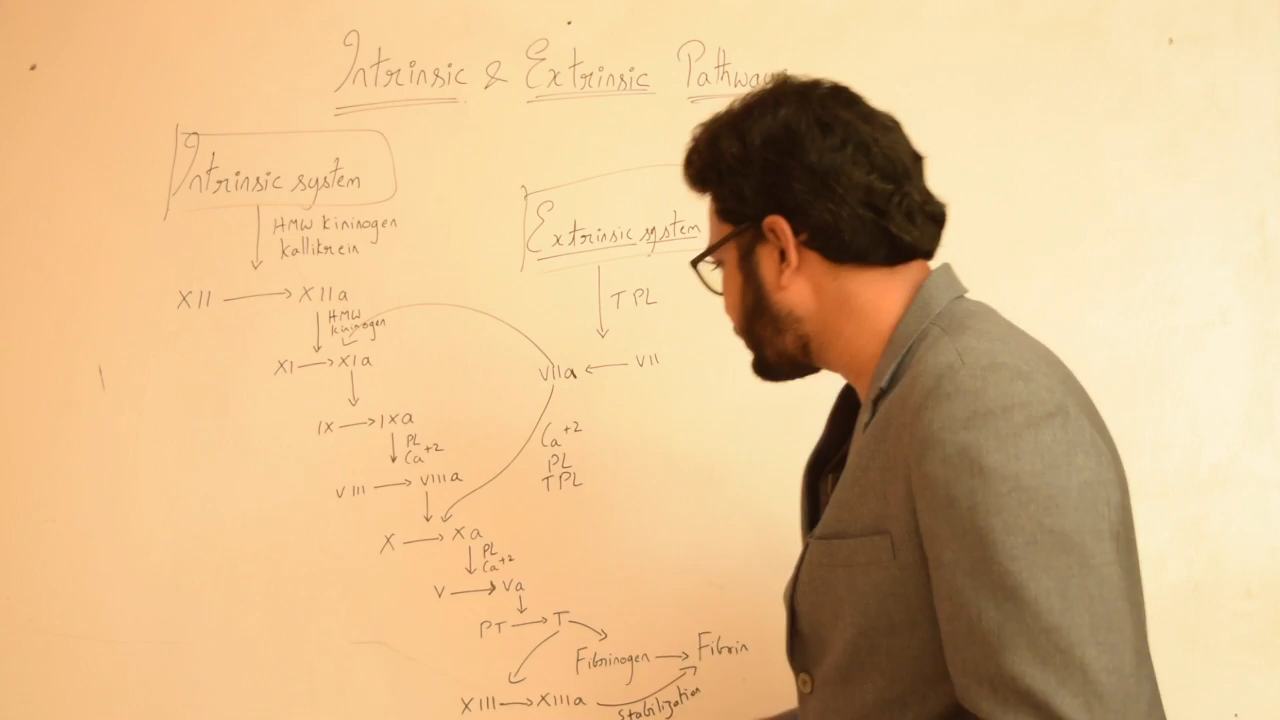 Intrinsic & Extrinsic Pathway
Intrinsic system
HMW Kininogen
Kallikrein
XII → XIIa
HMW
Kininogen
XI → XIa
IX → IXa
PL
Ca+2
VIII → VIIIa
X → Xa
PL
Ca+2
V → Va
PT → T
Fibrinogen → Fibrin
XIII → XIIIa
stabilization
Extrinsic system
TPL
VIIa ← VII
Ca+2
PL
TPL